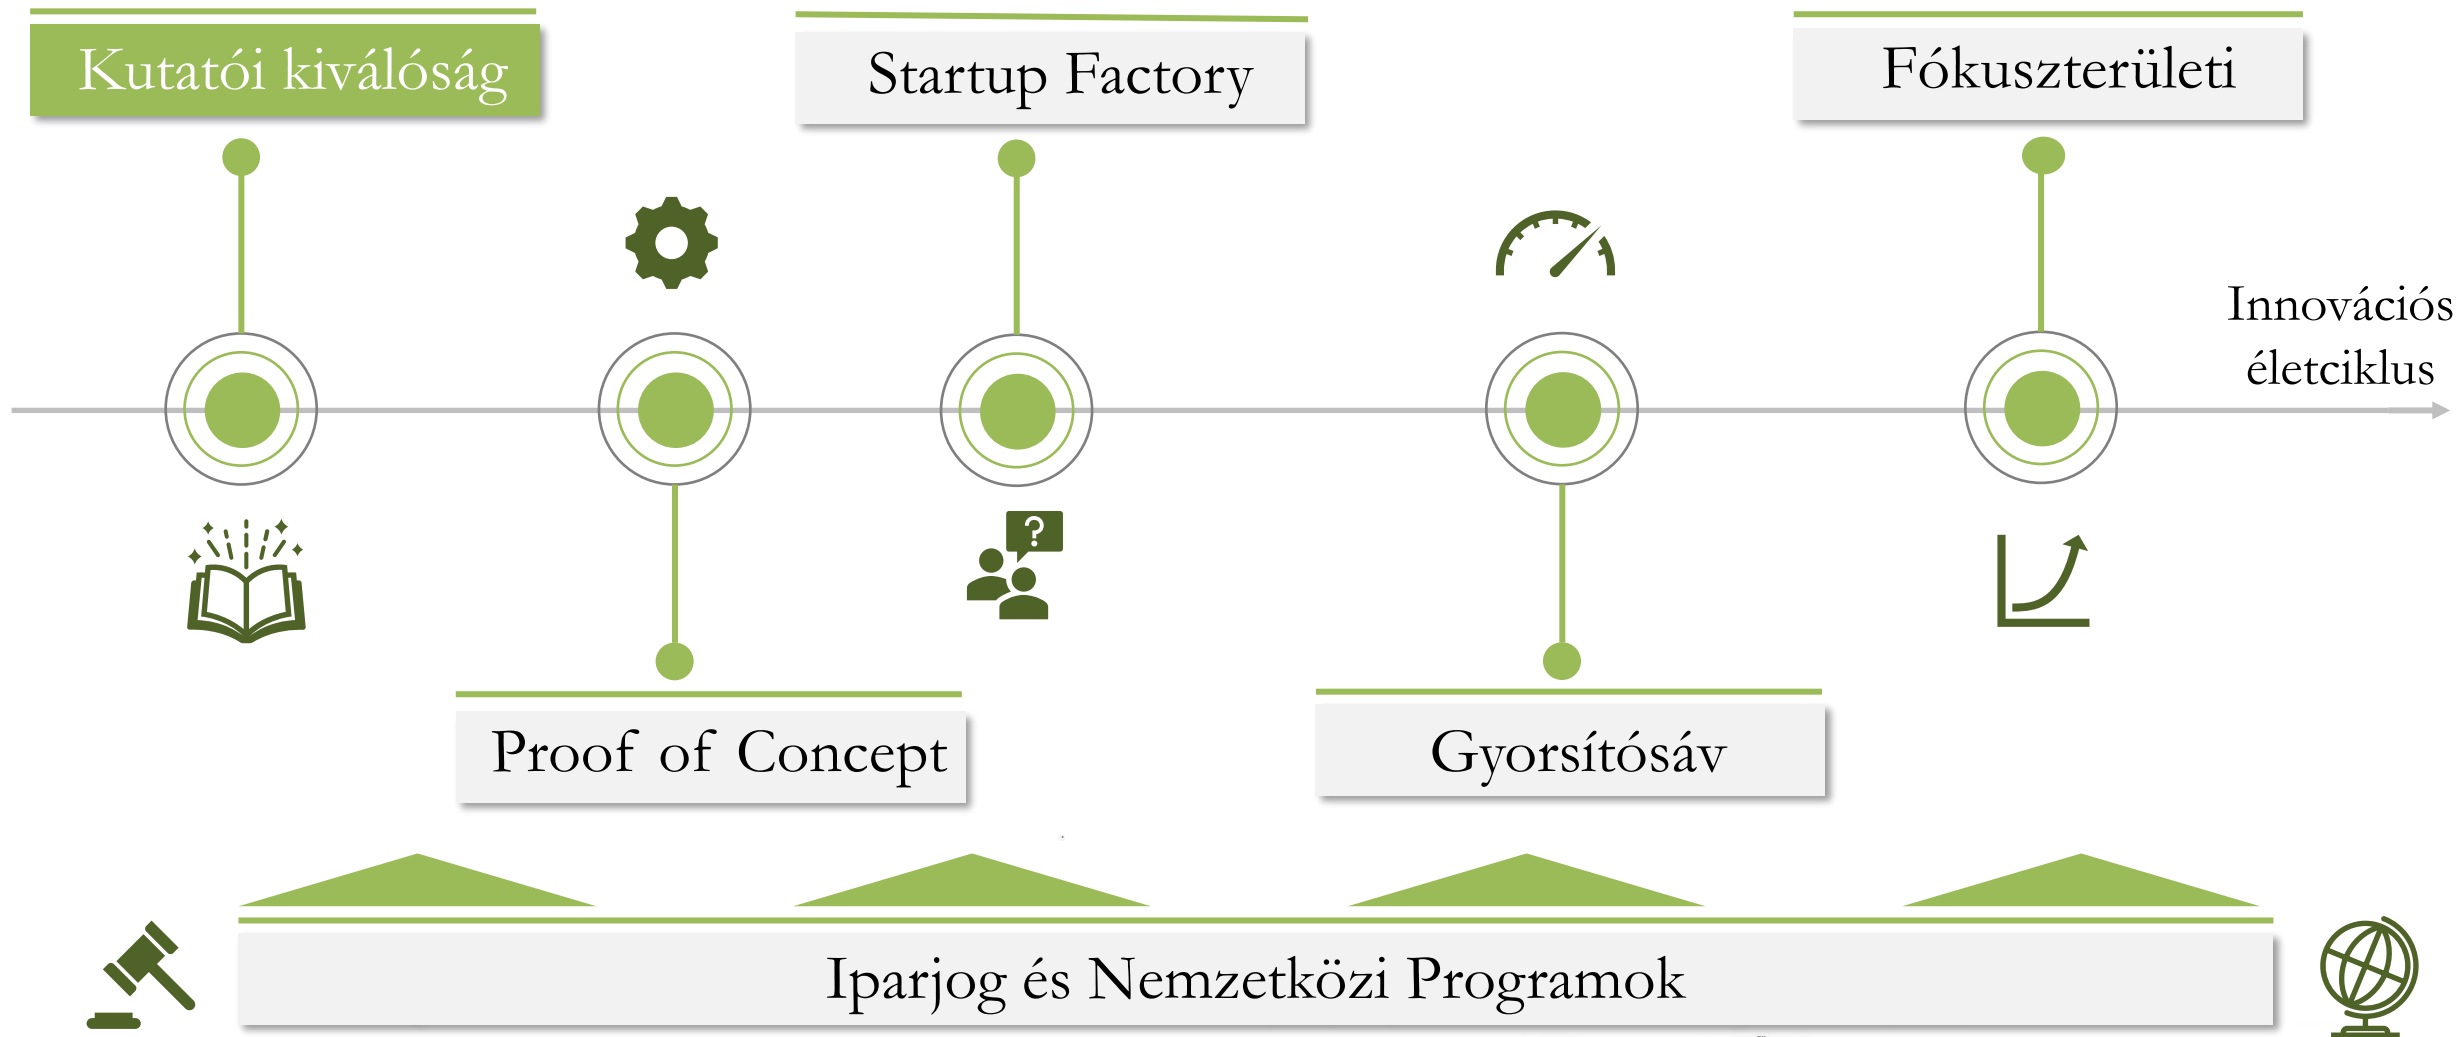 Kutatói kiválóság
Startup Factory
Fókuszterületi
Innovációs
életciklus
?
Proof of Concept
Gyorsítósáv
Iparjog és Nemzetközi Programok